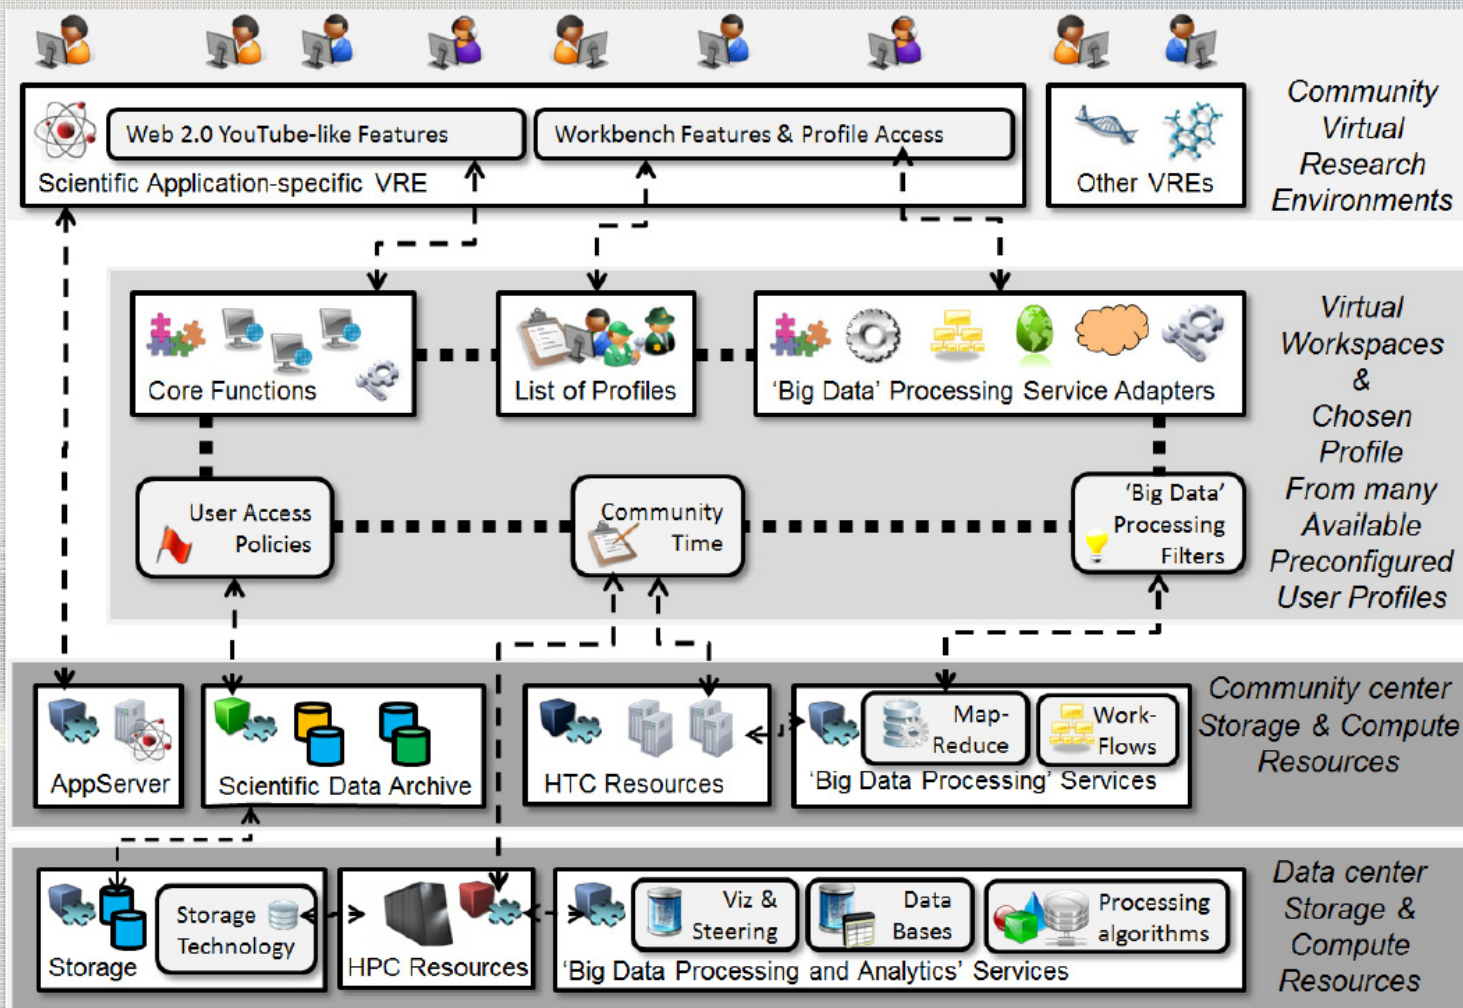 Web 2.0 YouTube-like Features
Workbench Features & Profile Access
Scientific Application-specific VRE
Other VREs
Community
Virtual
Research
Environments
Core Functions
List of Profiles
‘Big Data’ Processing Service Adapters
User Access
Policies
Community
Time
‘Big Data’
Processing
Filters
Virtual
Workspaces
&
Chosen
Profile
From many
Available
Preconfigured
User Profiles
AppServer
Scientific Data Archive
HTC Resources
Map-
Reduce
Work-
Flows
‘Big Data Processing’ Services
Community center
Storage & Compute
Resources
Storage
Technology
Storage
HPC Resources
Viz &
Steering
Data
Bases
Processing
algorithms
‘Big Data Processing and Analytics’ Services
Data center
Storage &
Compute
Resources